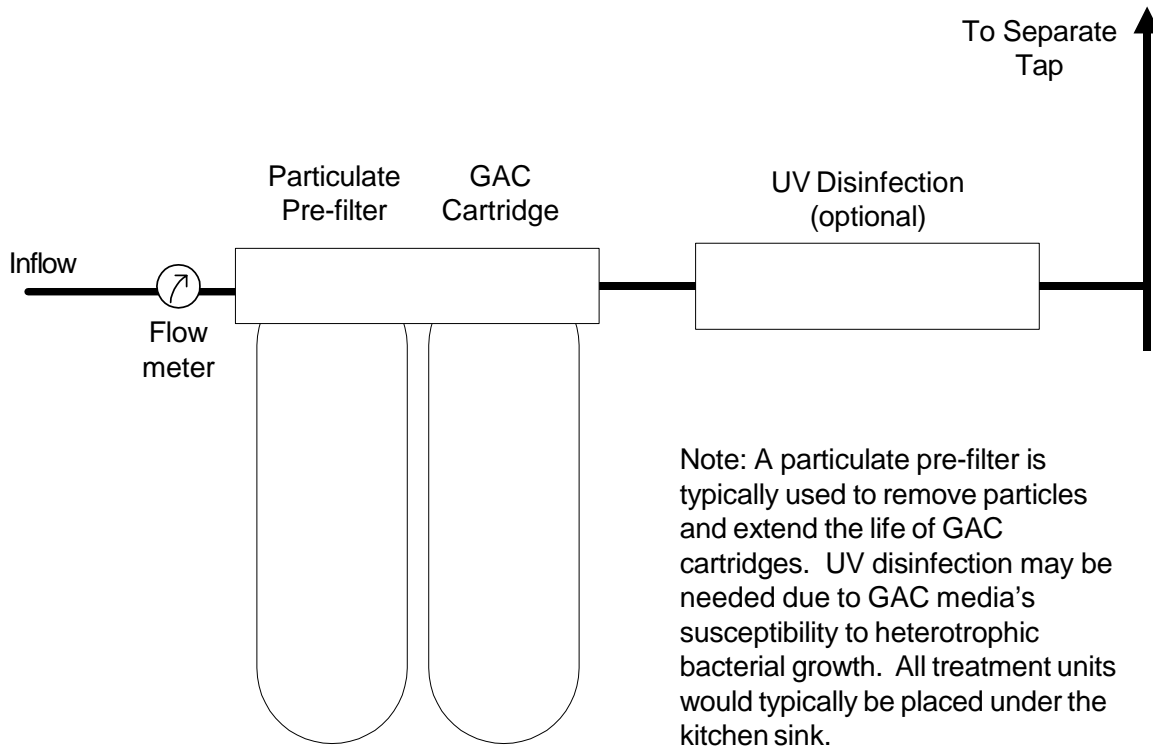 To Separate
Tap
Particulate
Pre-filter
GAC
Cartridge
UV Disinfection
(optional)
Inflow
Flow
meter
Note: A particulate pre-filter is
typically used to remove particles
and extend the life of GAC
cartridges.  UV disinfection may be
needed due to GAC media’s
susceptibility to heterotrophic
bacterial growth.  All treatment units
would typically be placed under the
kitchen sink.